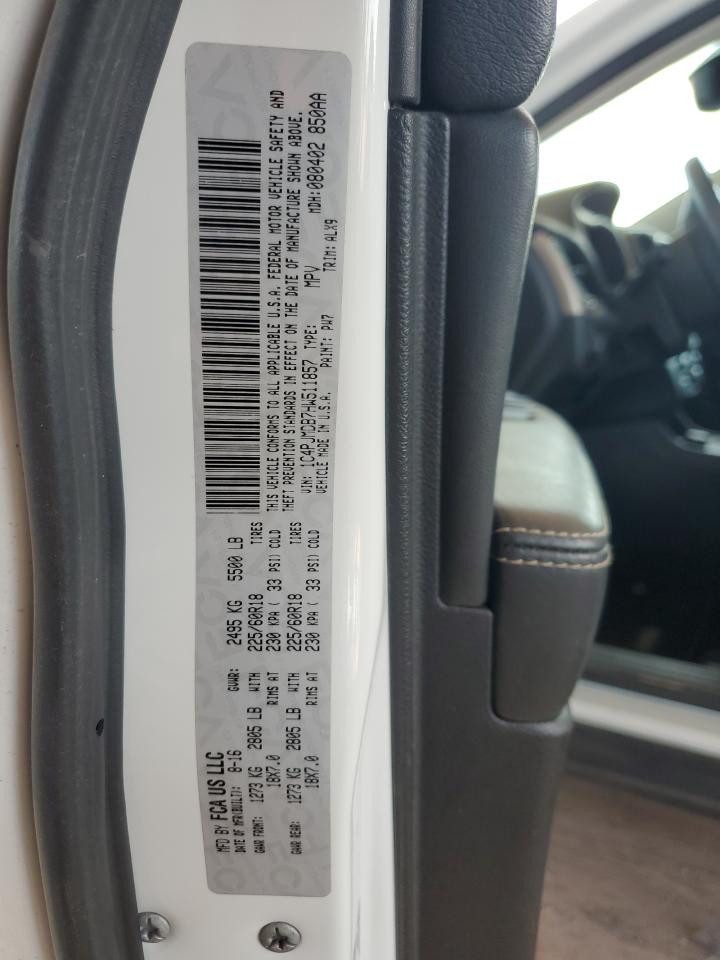 MFD BY FCA US LLC
DATE OF MFR(BUILT): 8-16 GVWR: 2495 KG 5500 LB
GAWR FRONT: 1273 KG 2805 LB WITH 225/60R18 TIRES
18X7.0 RIMS AT 230 KPA ( 33 PSI) COLD
GAWR REAR: 1273 KG 2805 LB WITH 225/60R18 TIRES
18X7.0 RIMS AT 230 KPA ( 33 PSI) COLD
THIS VEHICLE CONFORMS TO ALL APPLICABLE U.S.A. FEDERAL MOTOR VEHICLE SAFETY AND
THEFT PREVENTION STANDARDS IN EFFECT ON THE DATE OF MANUFACTURE SHOWN ABOVE.
VIN: 1C4PJMDB7HW511857 TYPE: MPV MDH:080402 850AA
VEHICLE MADE IN U.S.A. PAINT: PW7 TRIM: ALX9